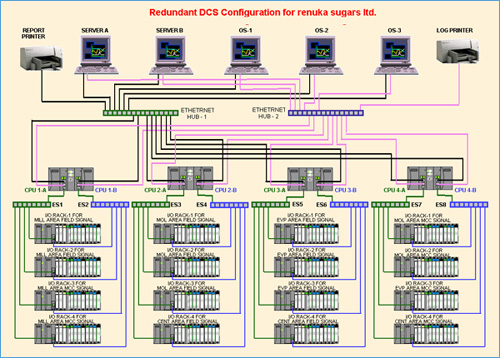 Redundant DCS Configuration for renuka sugars ltd.
REPORT
PRINTER
SERVER A
SERVER B
OS-1
OS-2
OS-3
LOG PRINTER
ETHETRNET
HUB - 1
ETHETRNET
HUB - 2
CPU 1-A
CPU 1-B
CPU 2-A
CPU 2-B
CPU 3-A
CPU 3-B
CPU 4-A
CPU 4-B
ES1
ES2
ES3
ES4
ES5
ES6
ES7
ES8
I/O RACK-1 FOR
MILL AREA FIELD SIGNAL
I/O RACK-2 FOR
MILL AREA FIELD SIGNAL
I/O RACK-3 FOR
MILL AREA MCC SIGNAL
I/O RACK-4 FOR
MILL AREA MCC SIGNAL
I/O RACK-1 FOR
MOL AREA FIELD SIGNAL
I/O RACK-2 FOR
MOL AREA FIELD SIGNAL
I/O RACK-3 FOR
MOL AREA FIELD SIGNAL
I/O RACK-4 FOR
CENT AREA FIELD SIGNAL
I/O RACK-1 FOR
EVP AREA FIELD SIGNAL
I/O RACK-2 FOR
EVP AREA FIELD SIGNAL
I/O RACK-3 FOR
EVP AREA FIELD SIGNAL
I/O RACK-4 FOR
CENT AREA FIELD SIGNAL
I/O RACK-1 FOR
MOL AREA MCC SIGNAL
I/O RACK-2 FOR
MOL AREA MCC SIGNAL
I/O RACK-3 FOR
EVP AREA MCC SIGNAL
I/O RACK-4 FOR
CENT AREA MCC SIGNAL